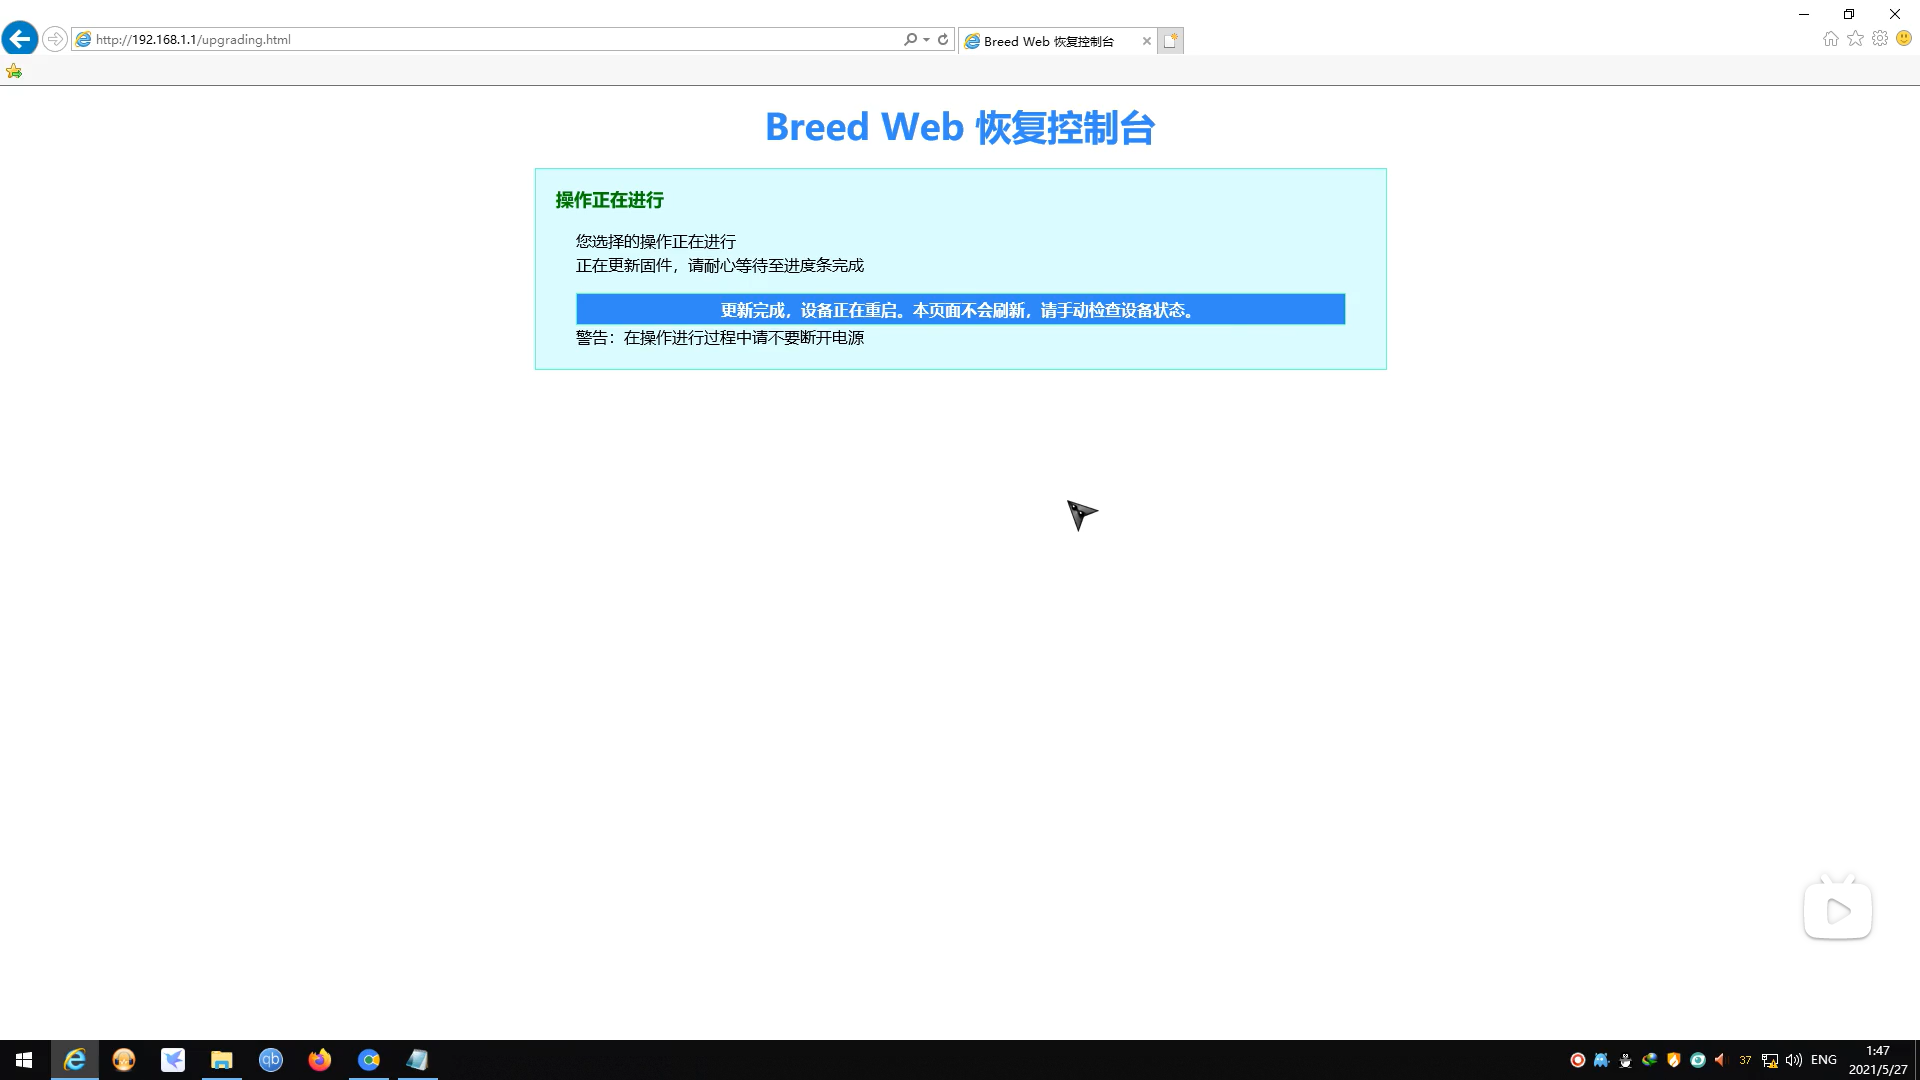 http://192.168.1.1/upgrading.html
Breed Web 恢复控制台
Breed Web 恢复控制台
操作正在进行
您选择的操作正在进行
正在更新固件，请耐心等待至进度条完成
更新完成，设备正在重启。本页面不会刷新，请手动检查设备状态。
警告：在操作进行过程中请不要断开电源
qb
37
ENG
1:47
2021/5/27